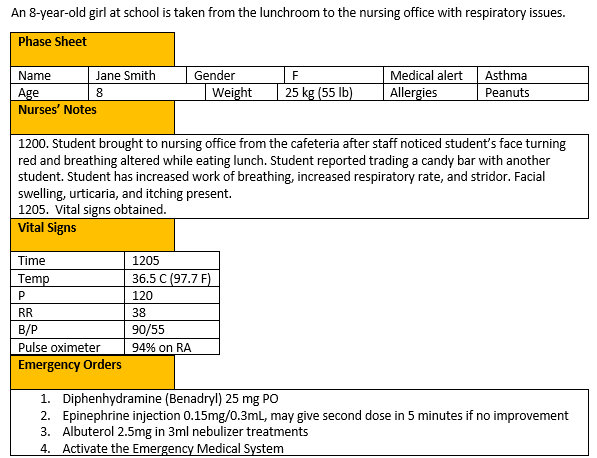 An 8-year-old girl at school is taken from the lunchroom to the nursing office with respiratory issues.
Phase Sheet
Name Jane Smith Gender F Medical alert Asthma
Age 8 Weight 25 kg (55 lb) Allergies Peanuts
Nurses’ Notes
1200. Student brought to nursing office from the cafeteria after staff noticed student’s face turning
red and breathing altered while eating lunch. Student reported trading a candy bar with another
student. Student has increased work of breathing, increased respiratory rate, and stridor. Facial
swelling, urticaria, and itching present.
1205. Vital signs obtained.
Vital Signs
Time 1205
Temp 36.5 C (97.7 F)
P 120
RR 38
B/P 90/55
Pulse oximeter 94% on RA
Emergency Orders
1. Diphenhydramine (Benadryl) 25 mg PO
2. Epinephrine injection 0.15mg/0.3mL, may give second dose in 5 minutes if no improvement
3. Albuterol 2.5mg in 3ml nebulizer treatments
4. Activate the Emergency Medical System